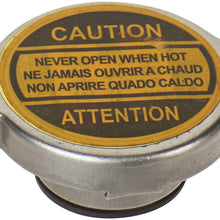 CAUTION
NEVER OPEN WHEN HOT
NE JAMAIS OUVRIR A CHAUD
NON APRIRE QUADO CALDO
ATTENTION